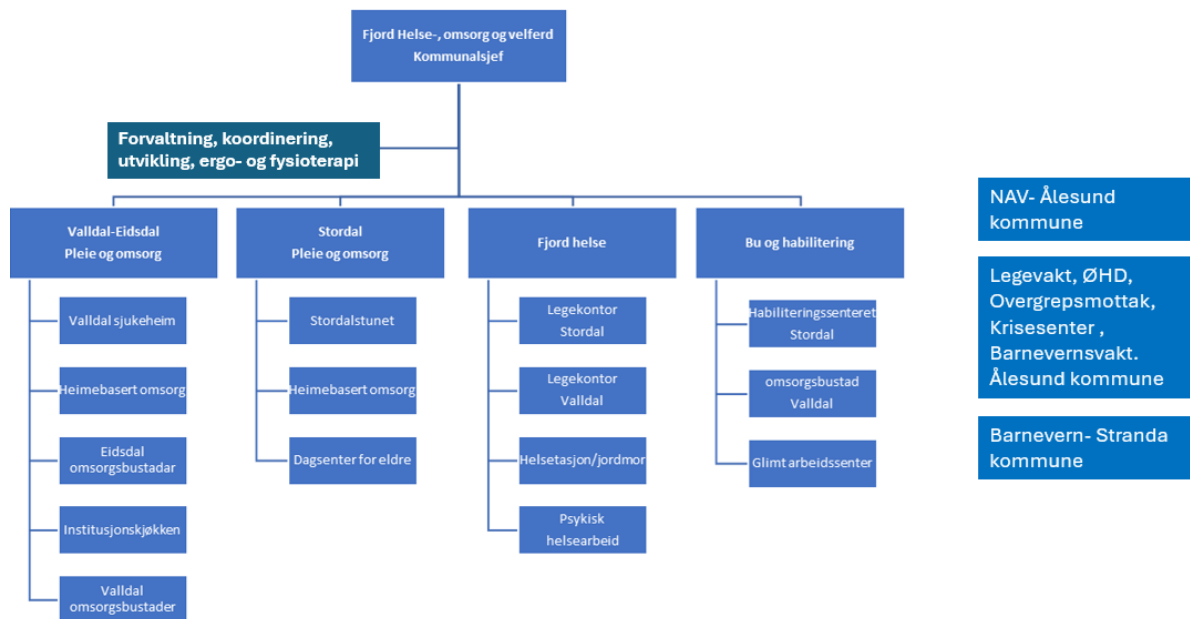 Fjord Helse-, omsorg og velferd
Kommunalsjef
Forvaltning, koordinering,
utvikling, ergo- og fysioterapi
Valldal-Eidsdal
Pleie og omsorg
Valldal sjukeheim
Heimebasert omsorg
Eidsdal
omsorgsbustadar
Institusjonskjøkken
Valldal
omsorgsbustader
Stordal
Pleie og omsorg
Stordalstunet
Heimebasert omsorg
Dagsenter for eldre
Fjord helse
Legekontor
Stordal
Legekontor
Valldal
Helsetasjon/jordmor
Psykisk
helsearbeid
Bu og habilitering
Habiliteringssenteret
Stordal
omsorgsbustad
Valldal
Glimt arbeidssenter
NAV- Ålesund
kommune
Legevakt, ØHD,
Overgrepsmottak,
Krisesenter ,
Barnevernsvakt.
Ålesund kommune
Barnevern- Stranda
kommune